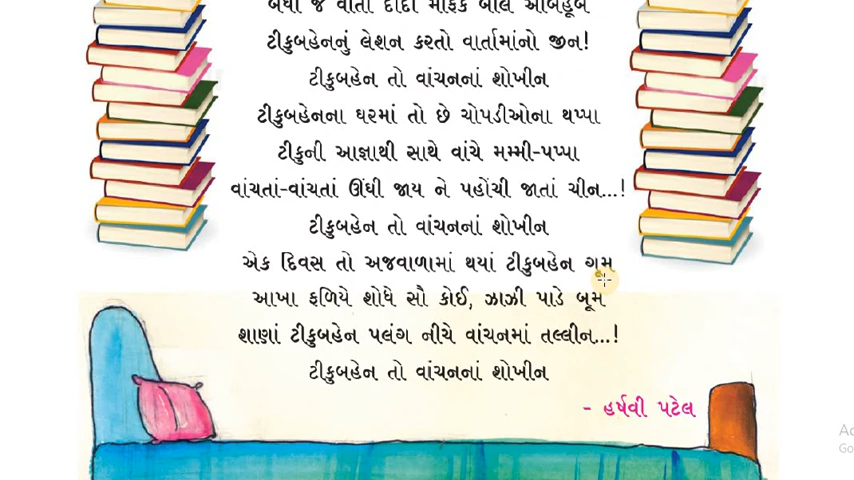 ટીકુબહેનનું લેશન કરતો વાર્તામાંનો જીન!
ટીકુબહેન તો વાંચનનાં શોખીન
ટીકુબહેનના ઘરમાં તો છે ચોપડીઓના થપ્પા
ટીકુની આજ્ઞાથી સાથે વાંચે મમ્મી-પપ્પા
વાંચતાં-વાંચતાં ઊંઘી જાય ને પહોંચી જાતાં ચીન...!
ટીકુબહેન તો વાંચનનાં શોખીન
એક દિવસ તો અજવાળામાં થયાં ટીકુબહેન ગુમ
આખા ફળિયે શોધે સૌ કોઈ, ઝાઝી પાડે બૂમ
શાણાં ટીકુબહેન પલંગ નીચે વાંચનમાં તલ્લીન...!
ટીકુબહેન તો વાંચનનાં શોખીન
- હર્ષવી પટેલ